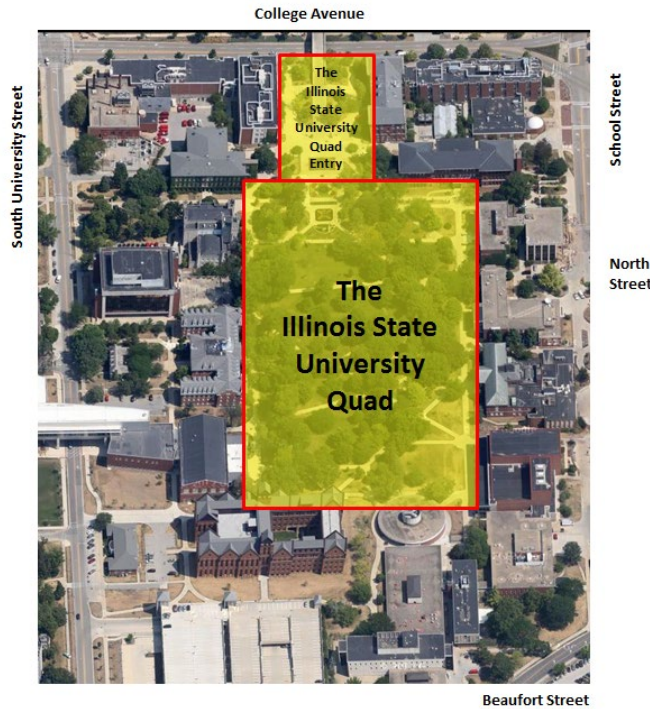 College Avenue
South University Street
The
Illinois
State
University
Quad
Entry
School Street
North
Street
The
Illinois State
University
Quad
Beaufort Street